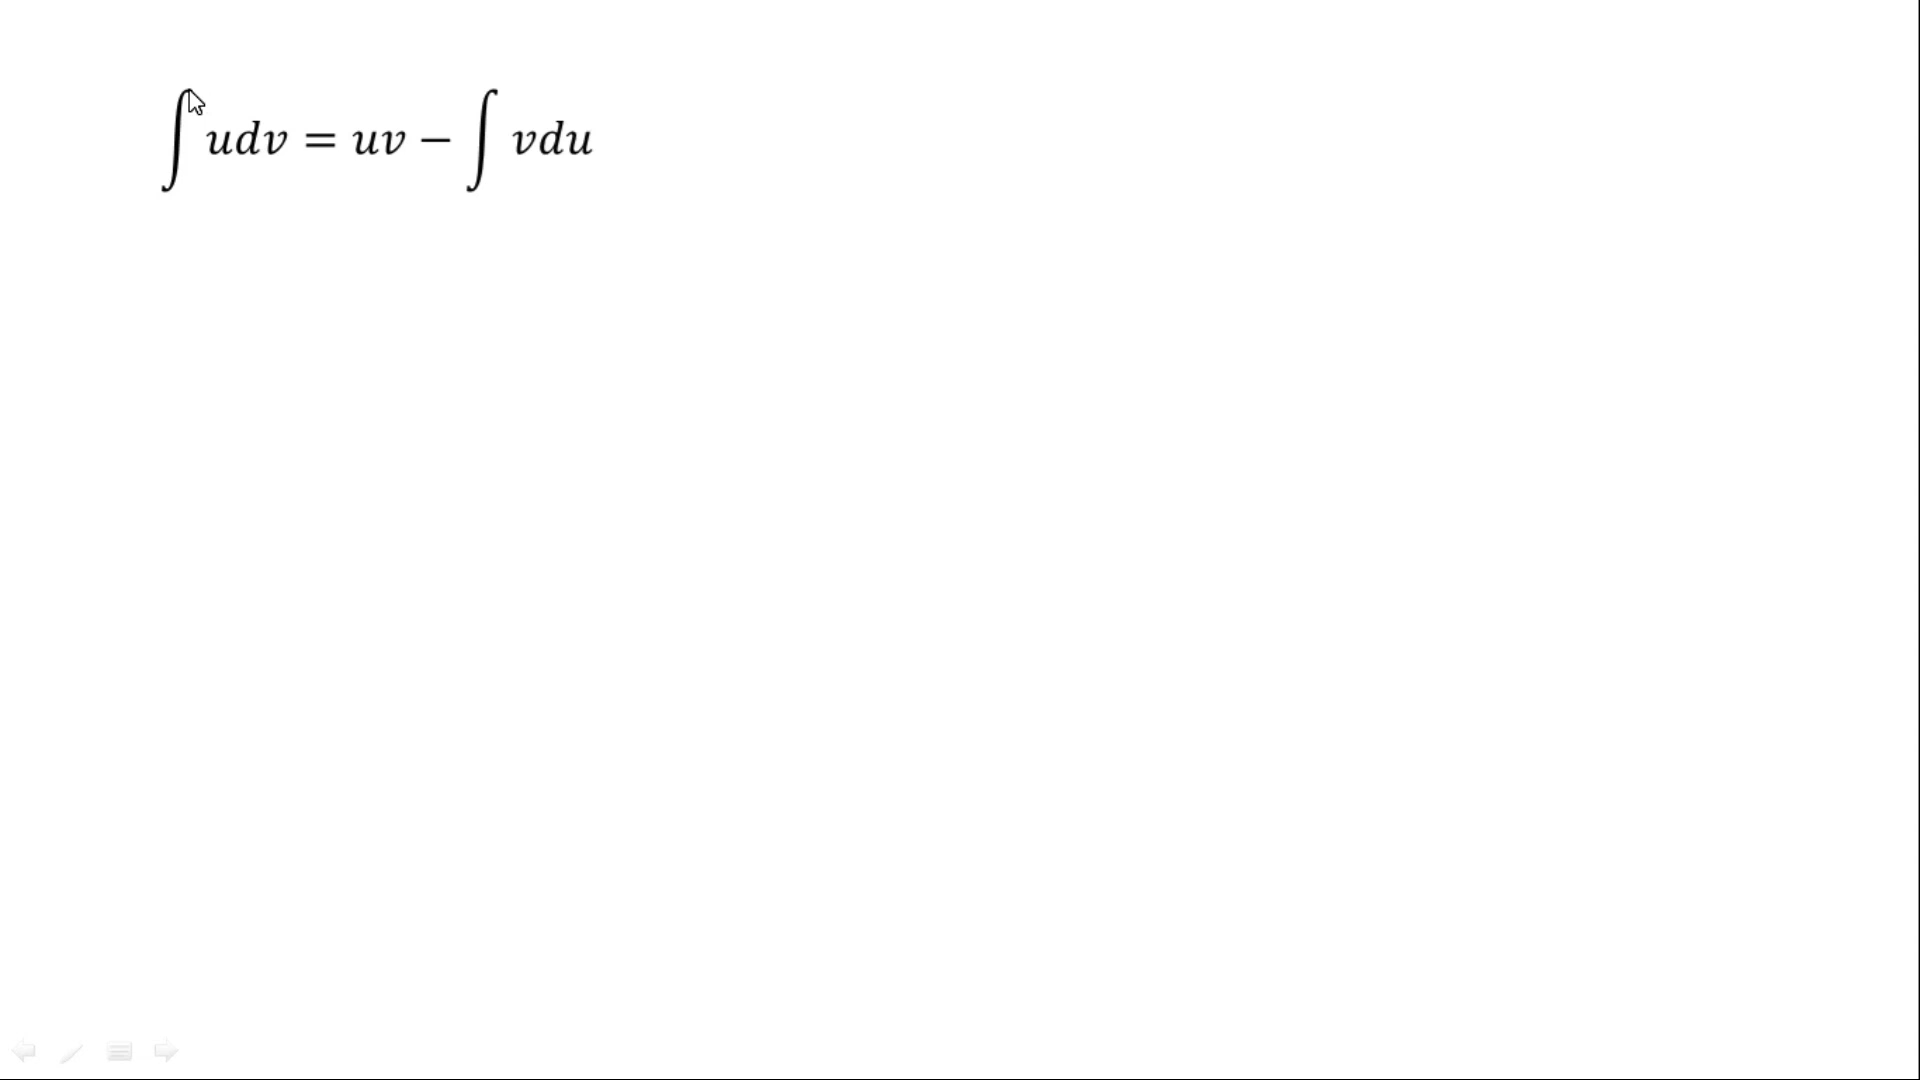 ∫ udv = uv − ∫ vdu